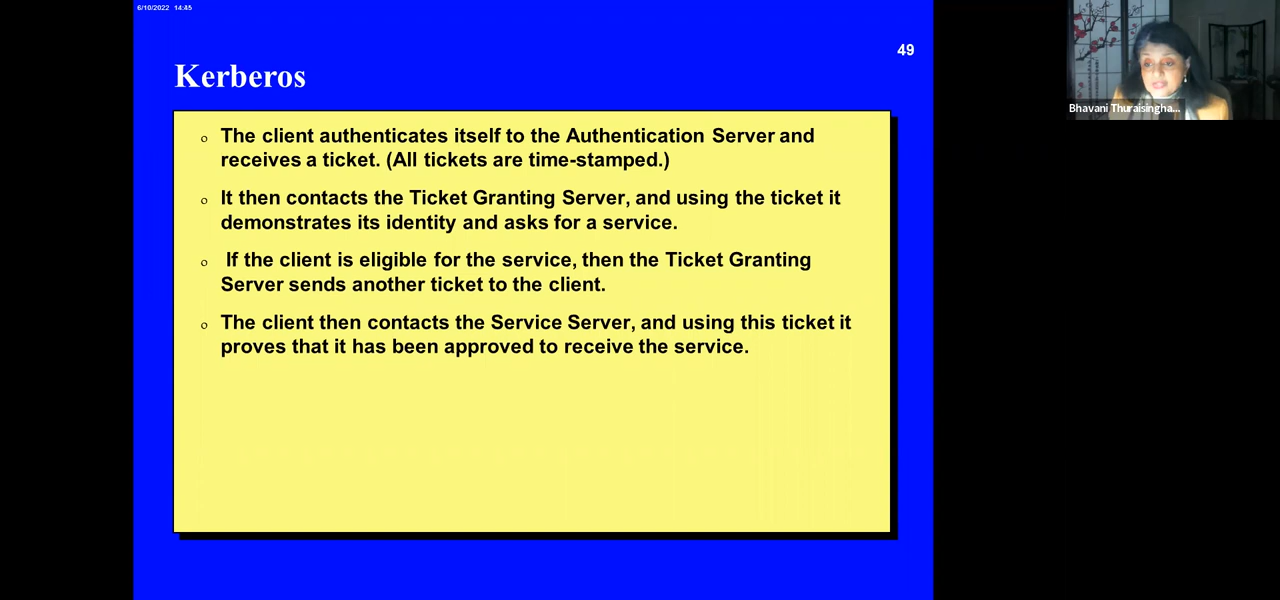 6/10/2022 14:45
49
Kerberos
o The client authenticates itself to the Authentication Server and
receives a ticket. (All tickets are time-stamped.)
o It then contacts the Ticket Granting Server, and using the ticket it
demonstrates its identity and asks for a service.
o If the client is eligible for the service, then the Ticket Granting
Server sends another ticket to the client.
o The client then contacts the Service Server, and using this ticket it
proves that it has been approved to receive the service.
Bhavani Thuraisingha...